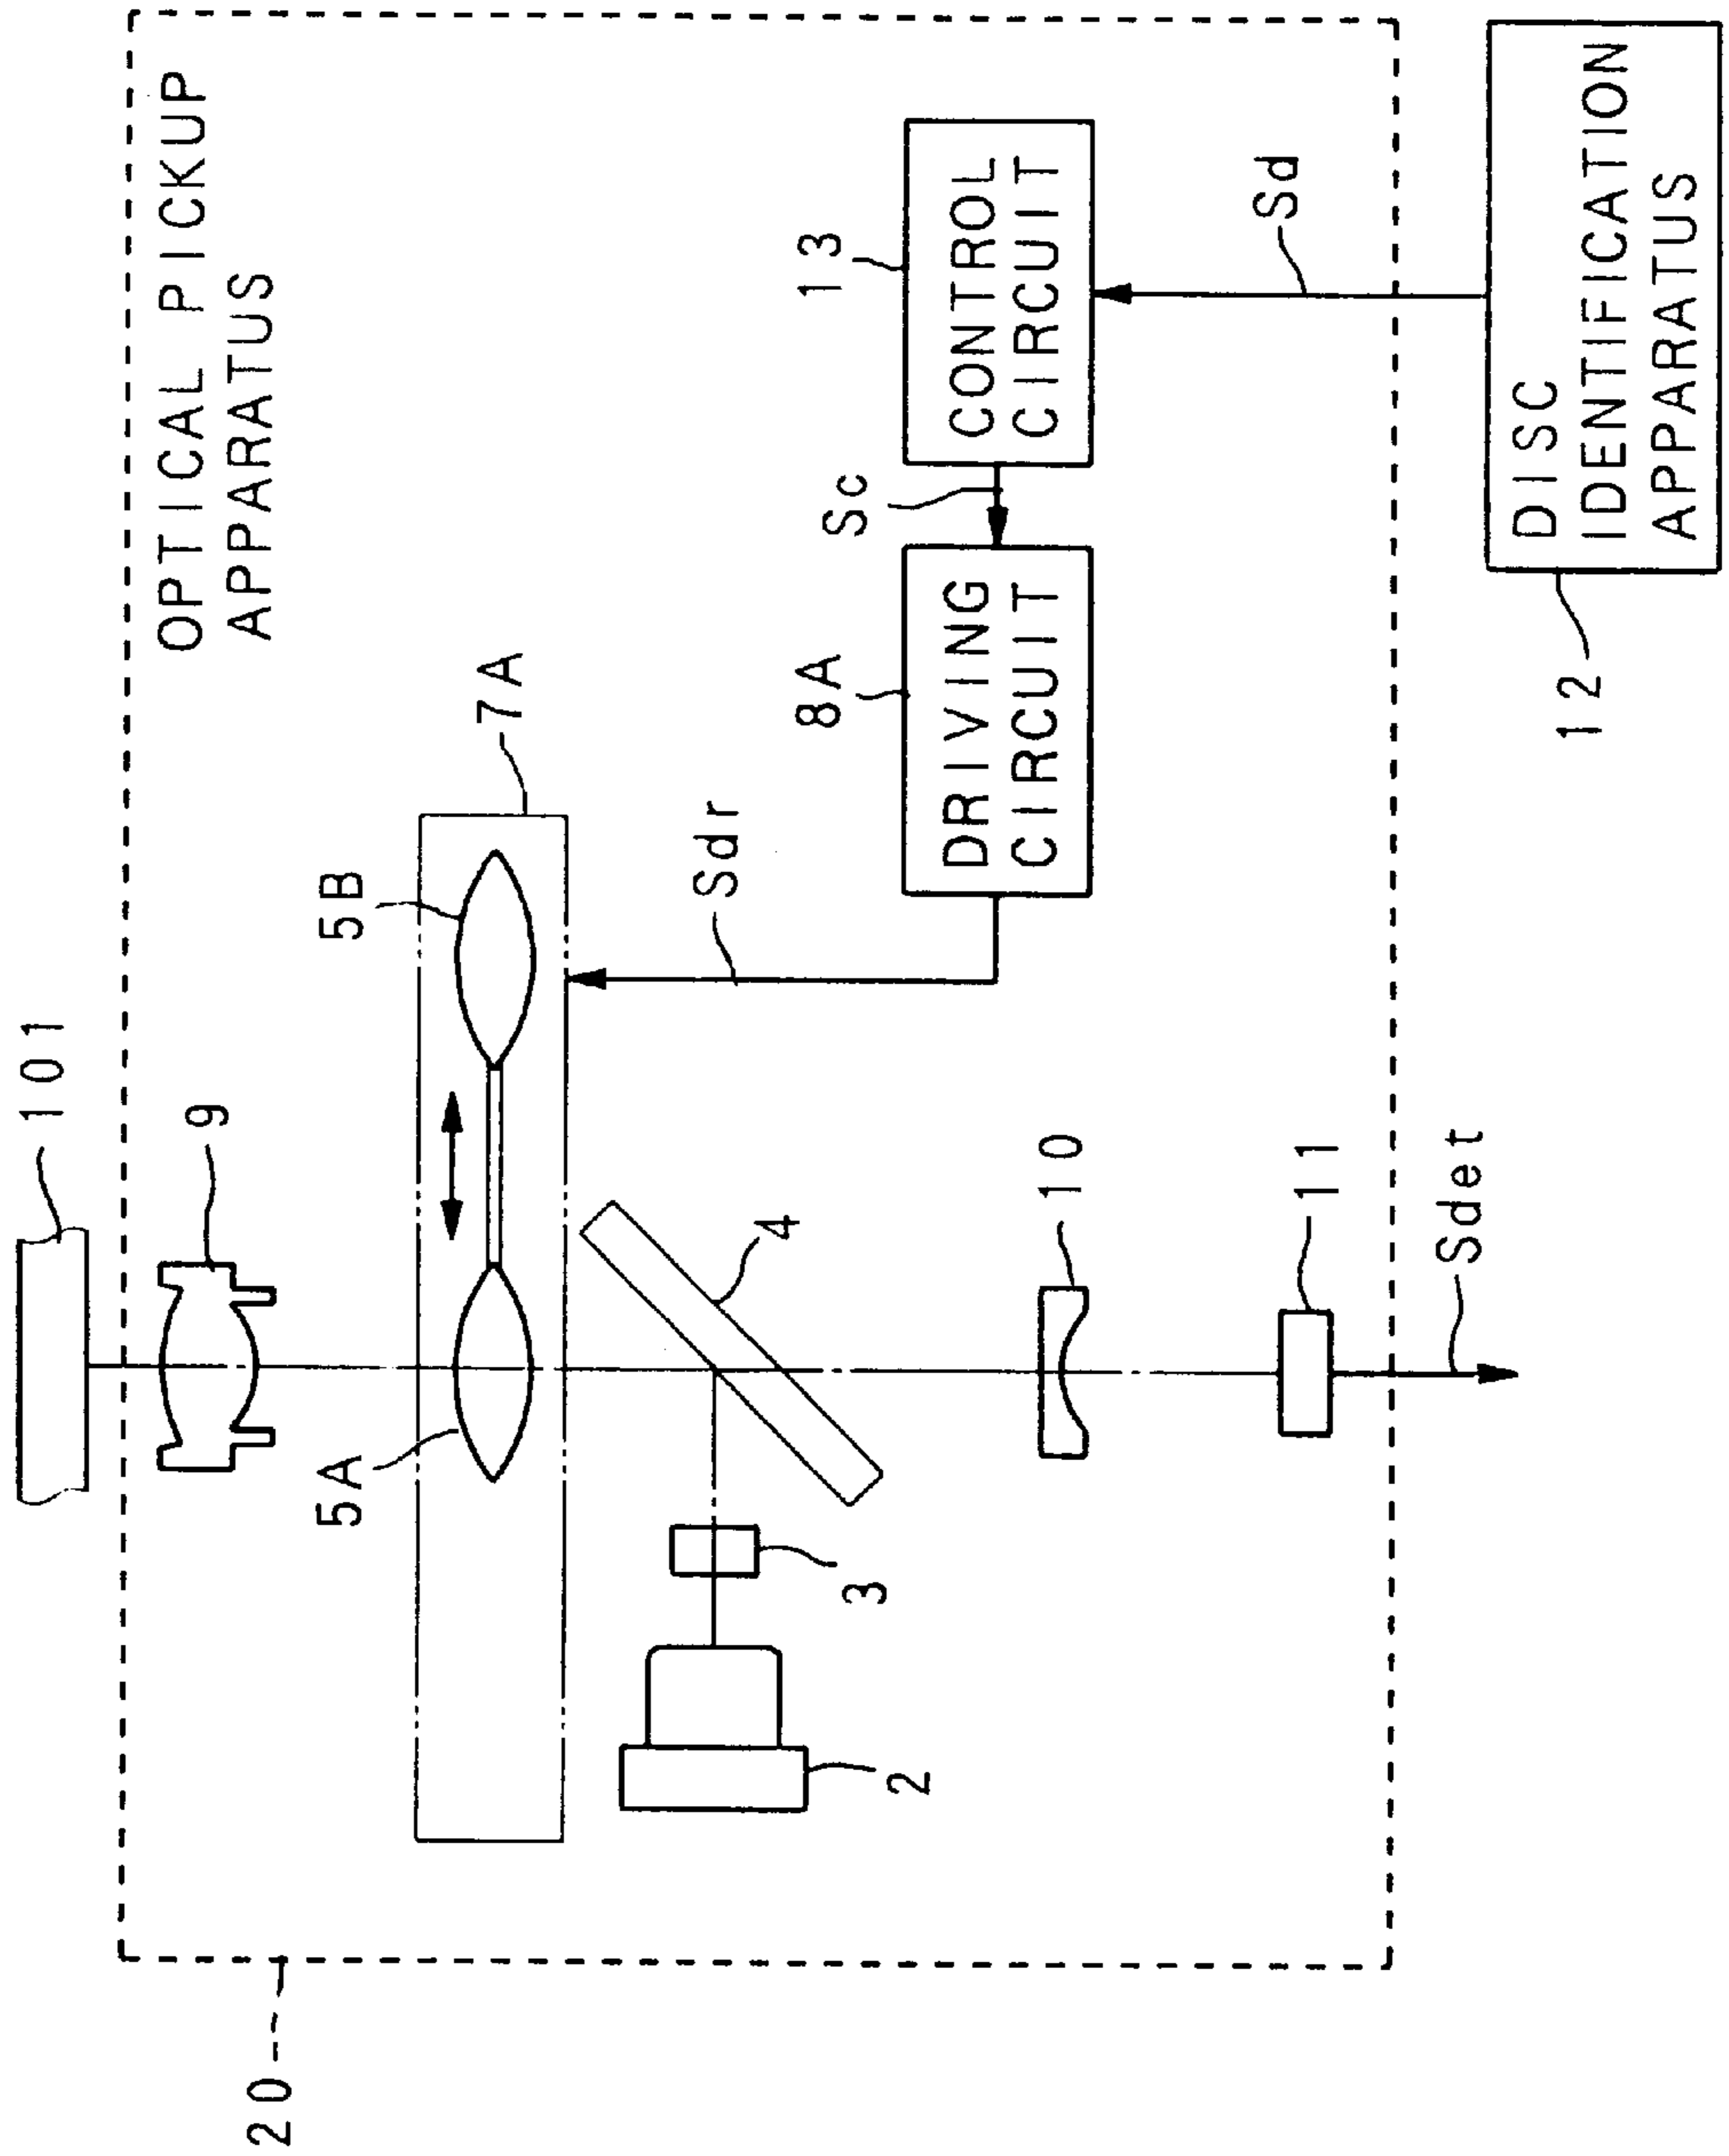 101
OPTICAL PICKUP
APPARATUS
20
9
5A
5B
7A
4
Sdr
3
2
8A
DRIVING
CIRCUIT
Sc
13
CONTROL
CIRCUIT
10
11
Sd
Sdet
12
DISC
IDENTIFICATION
APPARATUS